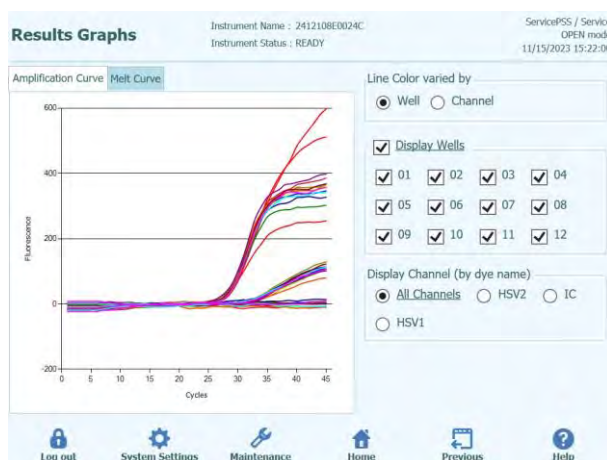 Results Graphs
Instrument Name : 2412108E0024C
Instrument Status : READY
ServicePSS / Service
OPEN mod
11/15/2023 15:22:0
Amplification Curve
Melt Curve
600
400
200
0
-200
0 5 10 15 20 25 30 35 40 45
Fluorescence
Cycles
Line Color varied by
Well Channel
Display Wells
01 02 03 04
05 06 07 08
09 10 11 12
Display Channel (by dye name)
All Channels HSV2 IC
HSV1
Log out System Settings Maintenance Home Previous Help